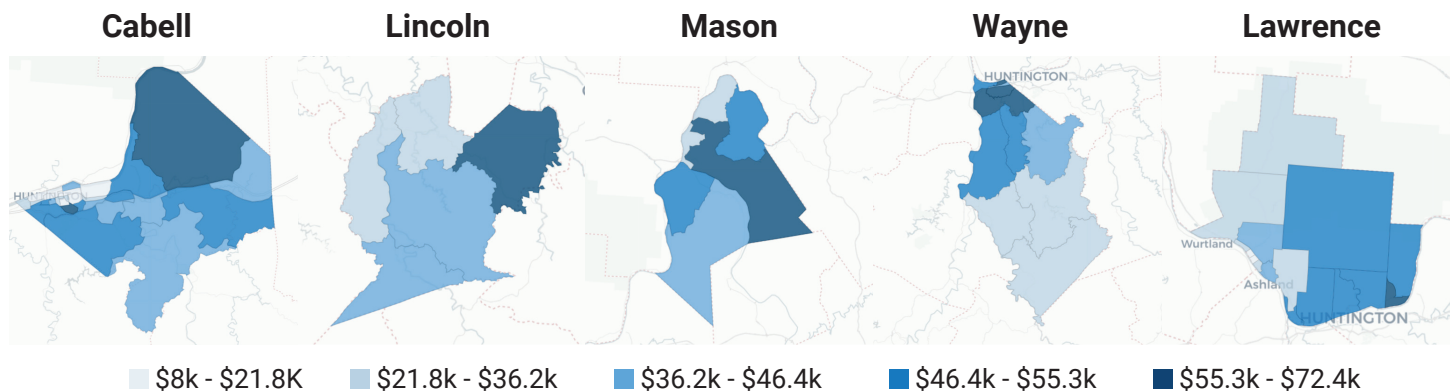 Cabell Lincoln Mason Wayne Lawrence
HUNTINGTON
HUNTINGTON
Wurtland
Ashland
HUNTINGTON
$8k - $21.8K $21.8k - $36.2k $36.2k - $46.4k $46.4k - $55.3k $55.3k - $72.4k